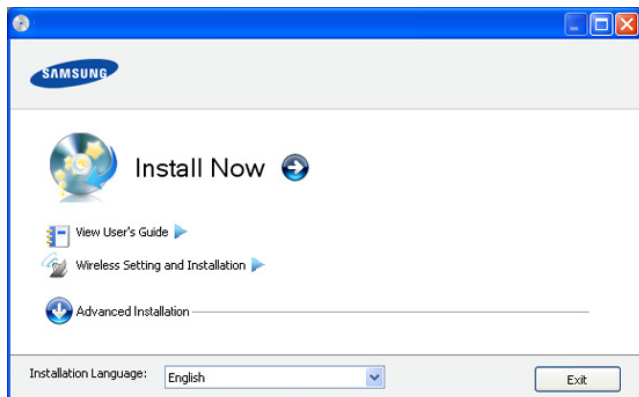 SAMSUNG
Install Now
View User's Guide
Wireless Setting and Installation
Advanced Installation
Installation Language: English Exit